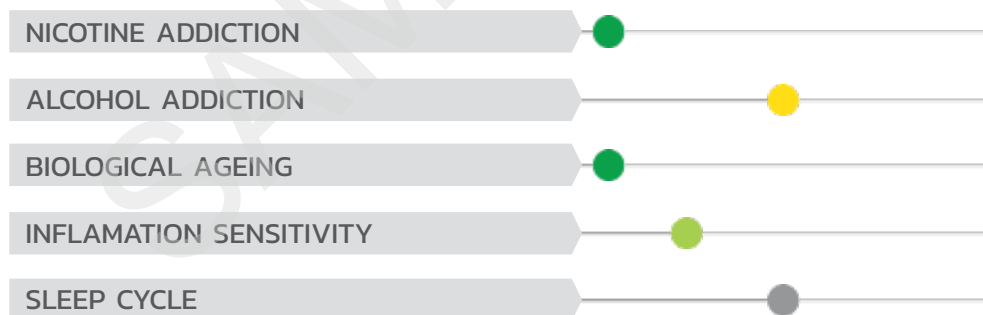 NICOTINE ADDICTION
ALCOHOL ADDICTION
BIOLOGICAL AGEING
INFLAMATION SENSITIVITY
SLEEP CYCLE